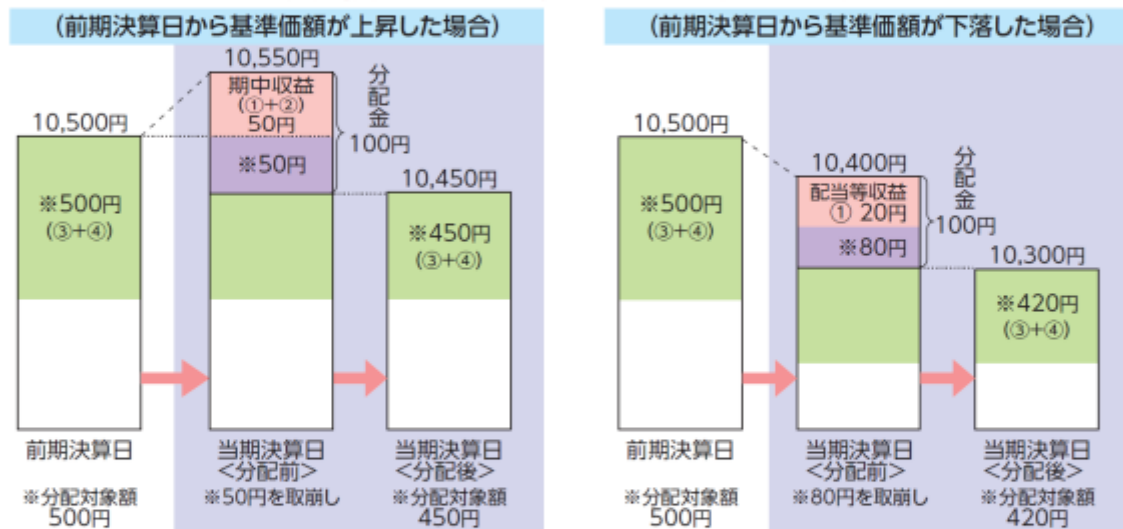 (前期決算日から基準価額が上昇した場合)
10,550円
期中収益
(①+②)
50円
※50円
分配金
100円
10,500円
※500円
(③+④)
10,450円
※450円
(③+④)
前期決算日
当期決算日
<分配前>
当期決算日
<分配後>
※分配対象額
500円
※50円を取崩し
※分配対象額
450円
(前期決算日から基準価額が下落した場合)
10,500円
※500円
(③+④)
10,400円
配当等収益
① 20円
※80円
分配金
100円
10,300円
※420円
(③+④)
前期決算日
当期決算日
<分配前>
当期決算日
<分配後>
※分配対象額
500円
※80円を取崩し
※分配対象額
420円